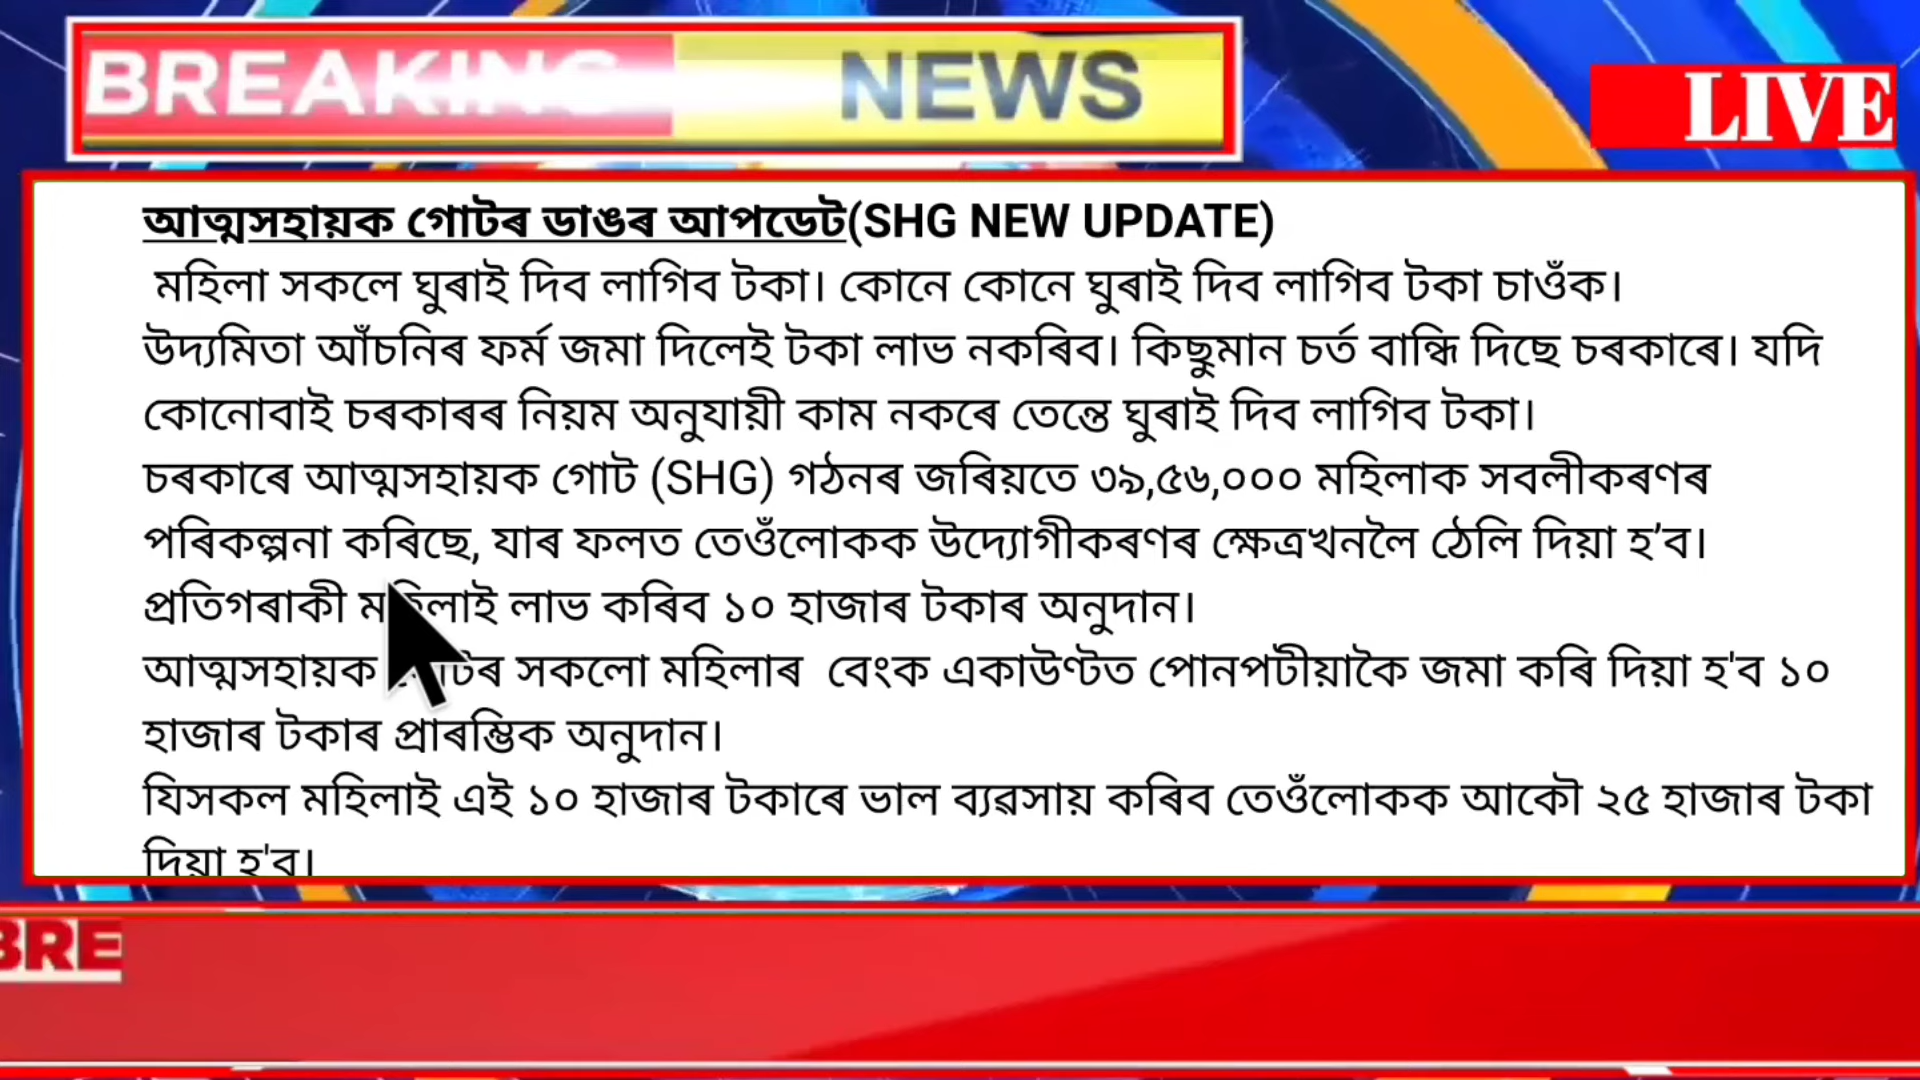 BREAKING NEWS
LIVE
আত্মসহায়ক গোটৰ ডাঙৰ আপডেট(SHG NEW UPDATE)
মহিলা সকলে ঘুৰাই দিব লাগিব টকা। কোনে কোনে ঘুৰাই দিব লাগিব টকা চাওঁক।
উদ্যমিতা আঁচনিৰ ফৰ্ম জমা দিলেই টকা লাভ নকৰিব। কিছুমান চৰ্ত বান্ধি দিছে চৰকাৰে। যদি
কোনোবাই চৰকাৰৰ নিয়ম অনুযায়ী কাম নকৰে তেন্তে ঘুৰাই দিব লাগিব টকা।
চৰকাৰে আত্মসহায়ক গোট (SHG) গঠনৰ জৰিয়তে ৩৯,৫৬,০০০ মহিলাক সবলীকৰণৰ
পৰিকল্পনা কৰিছে, যাৰ ফলত তেওঁলোকক উদ্যোগীকৰণৰ ক্ষেত্ৰখনলৈ ঠেলি দিয়া হ’ব।
প্ৰতিগৰাকী মহিলাই লাভ কৰিব ১০ হাজাৰ টকাৰ অনুদান।
আত্মসহায়ক গোটৰ সকলো মহিলাৰ বেংক একাউণ্টত পোনপটীয়াকৈ জমা কৰি দিয়া হ'ব ১০
হাজাৰ টকাৰ প্ৰাৰম্ভিক অনুদান।
যিসকল মহিলাই এই ১০ হাজাৰ টকাৰে ভাল ব্যৱসায় কৰিব তেওঁলোকক আকৌ ২৫ হাজাৰ টকা
দিয়া হ'ব।
BRE